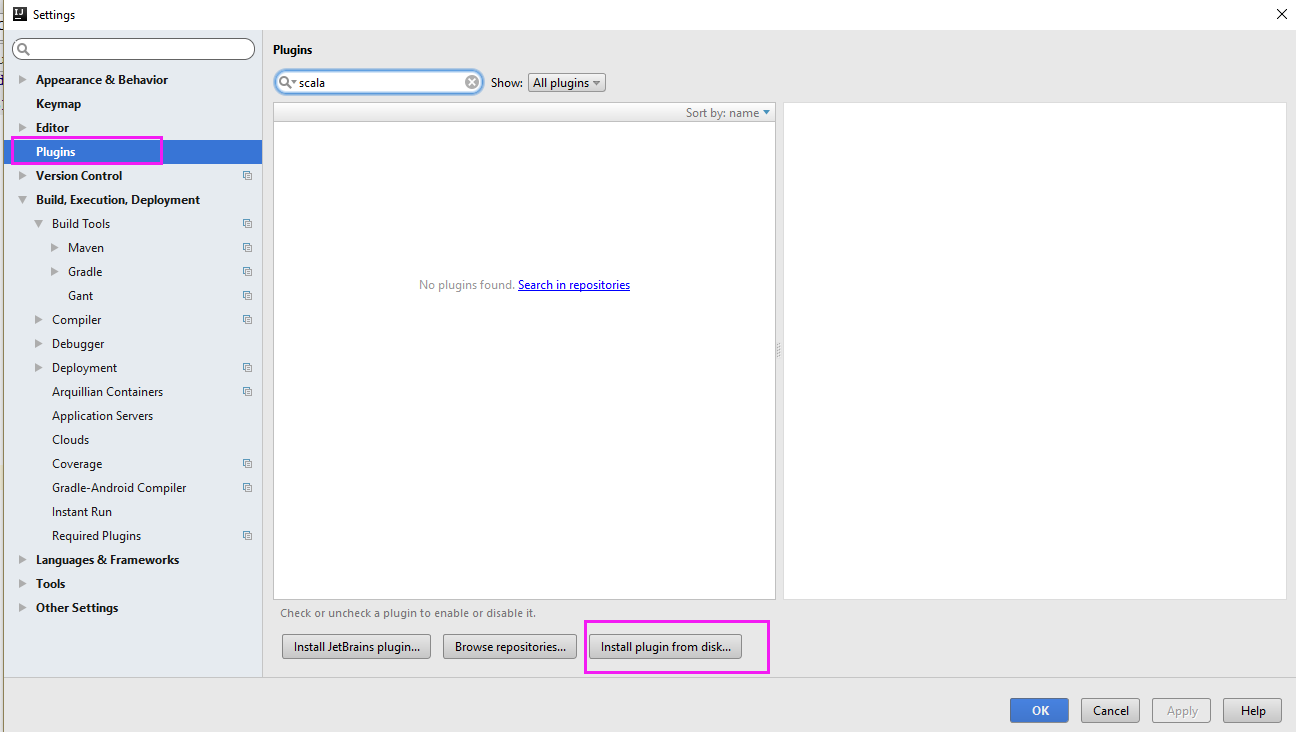 IJ Settings
Appearance & Behavior
Keymap
Editor
Plugins
Version Control
Build, Execution, Deployment
Build Tools
Maven
Gradle
Gant
Compiler
Debugger
Deployment
Arquillian Containers
Application Servers
Clouds
Coverage
Gradle-Android Compiler
Instant Run
Required Plugins
Languages & Frameworks
Tools
Other Settings
Plugins
scala Show: All plugins
Sort by: name
No plugins found. Search in repositories
Check or uncheck a plugin to enable or disable it.
Install JetBrains plugin... Browse repositories... Install plugin from disk...
OK Cancel Apply Help